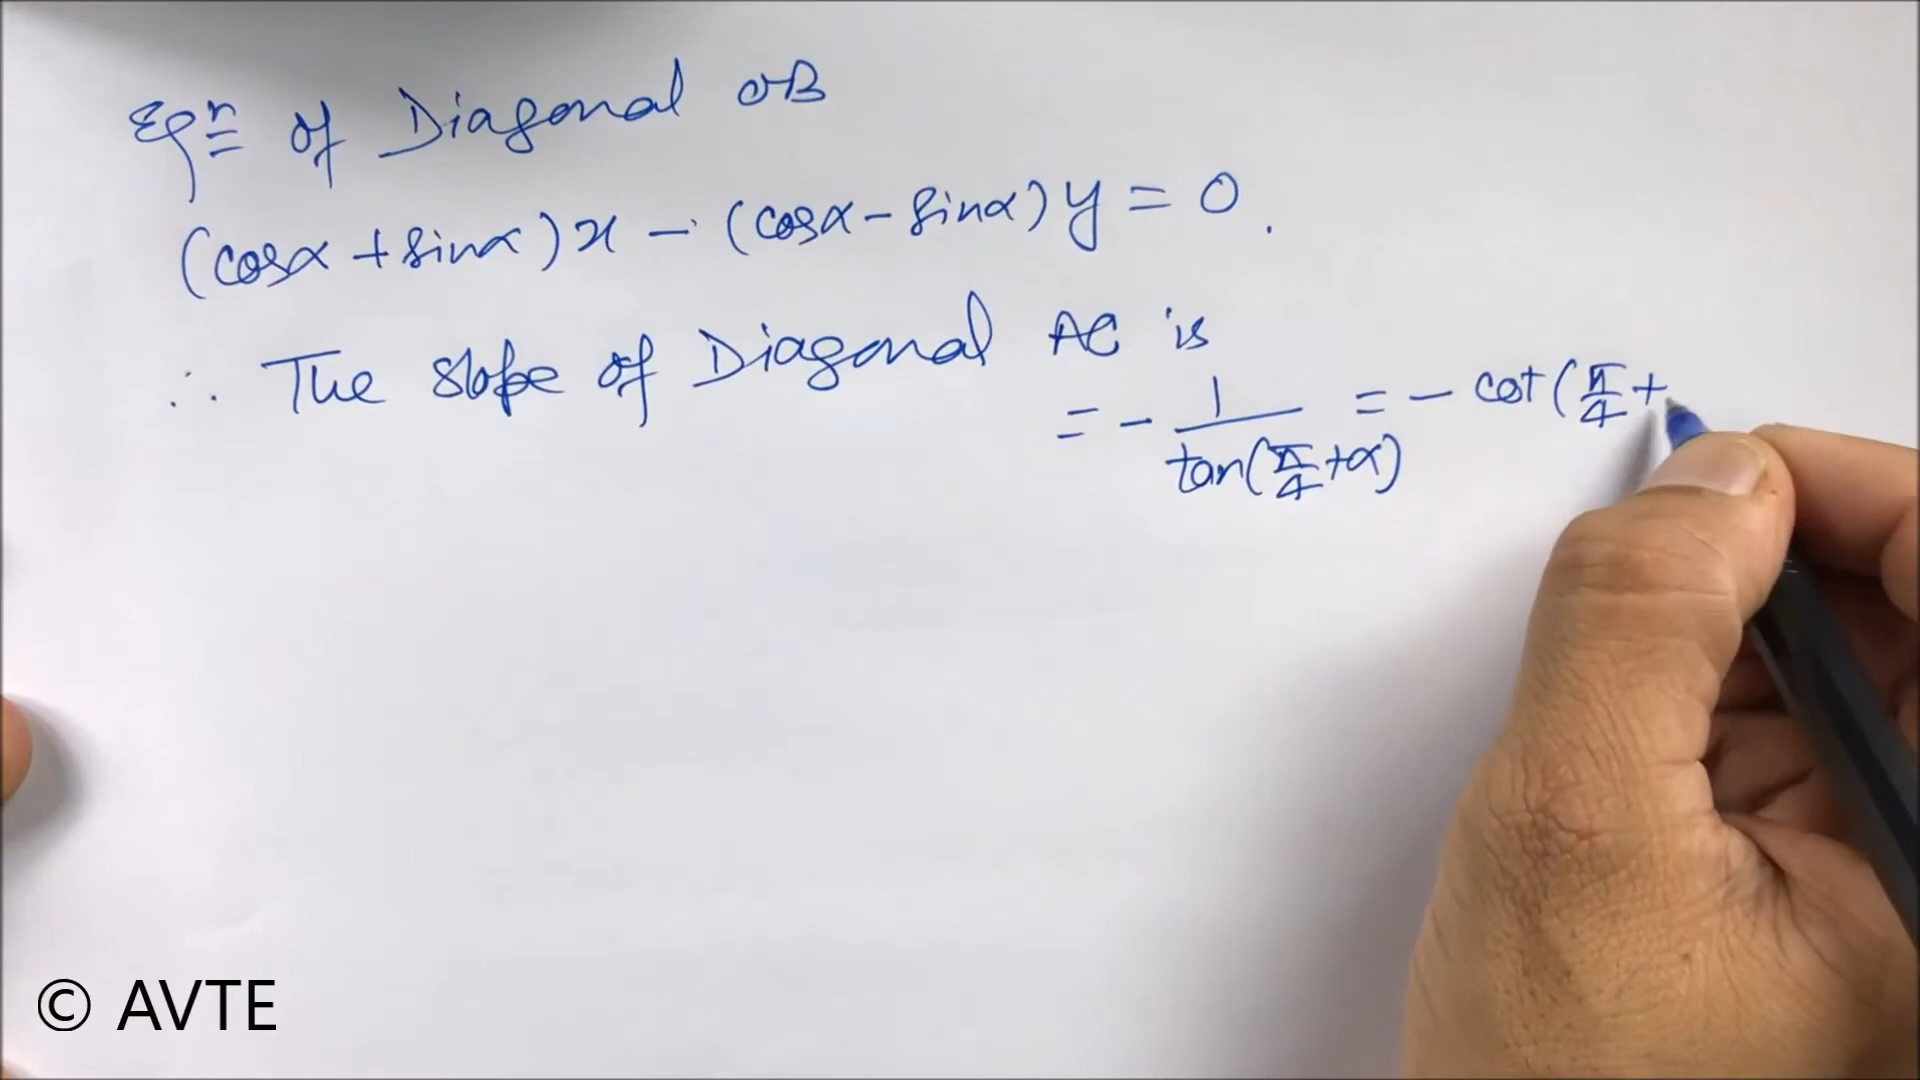 Eqn of Diagonal OB
(cosα + sinα)x - (cosα - sinα)y = 0.
∴ The slope of Diagonal AC is
= - 1/tan(π/4+α) = - cot(π/4+
© AVTE